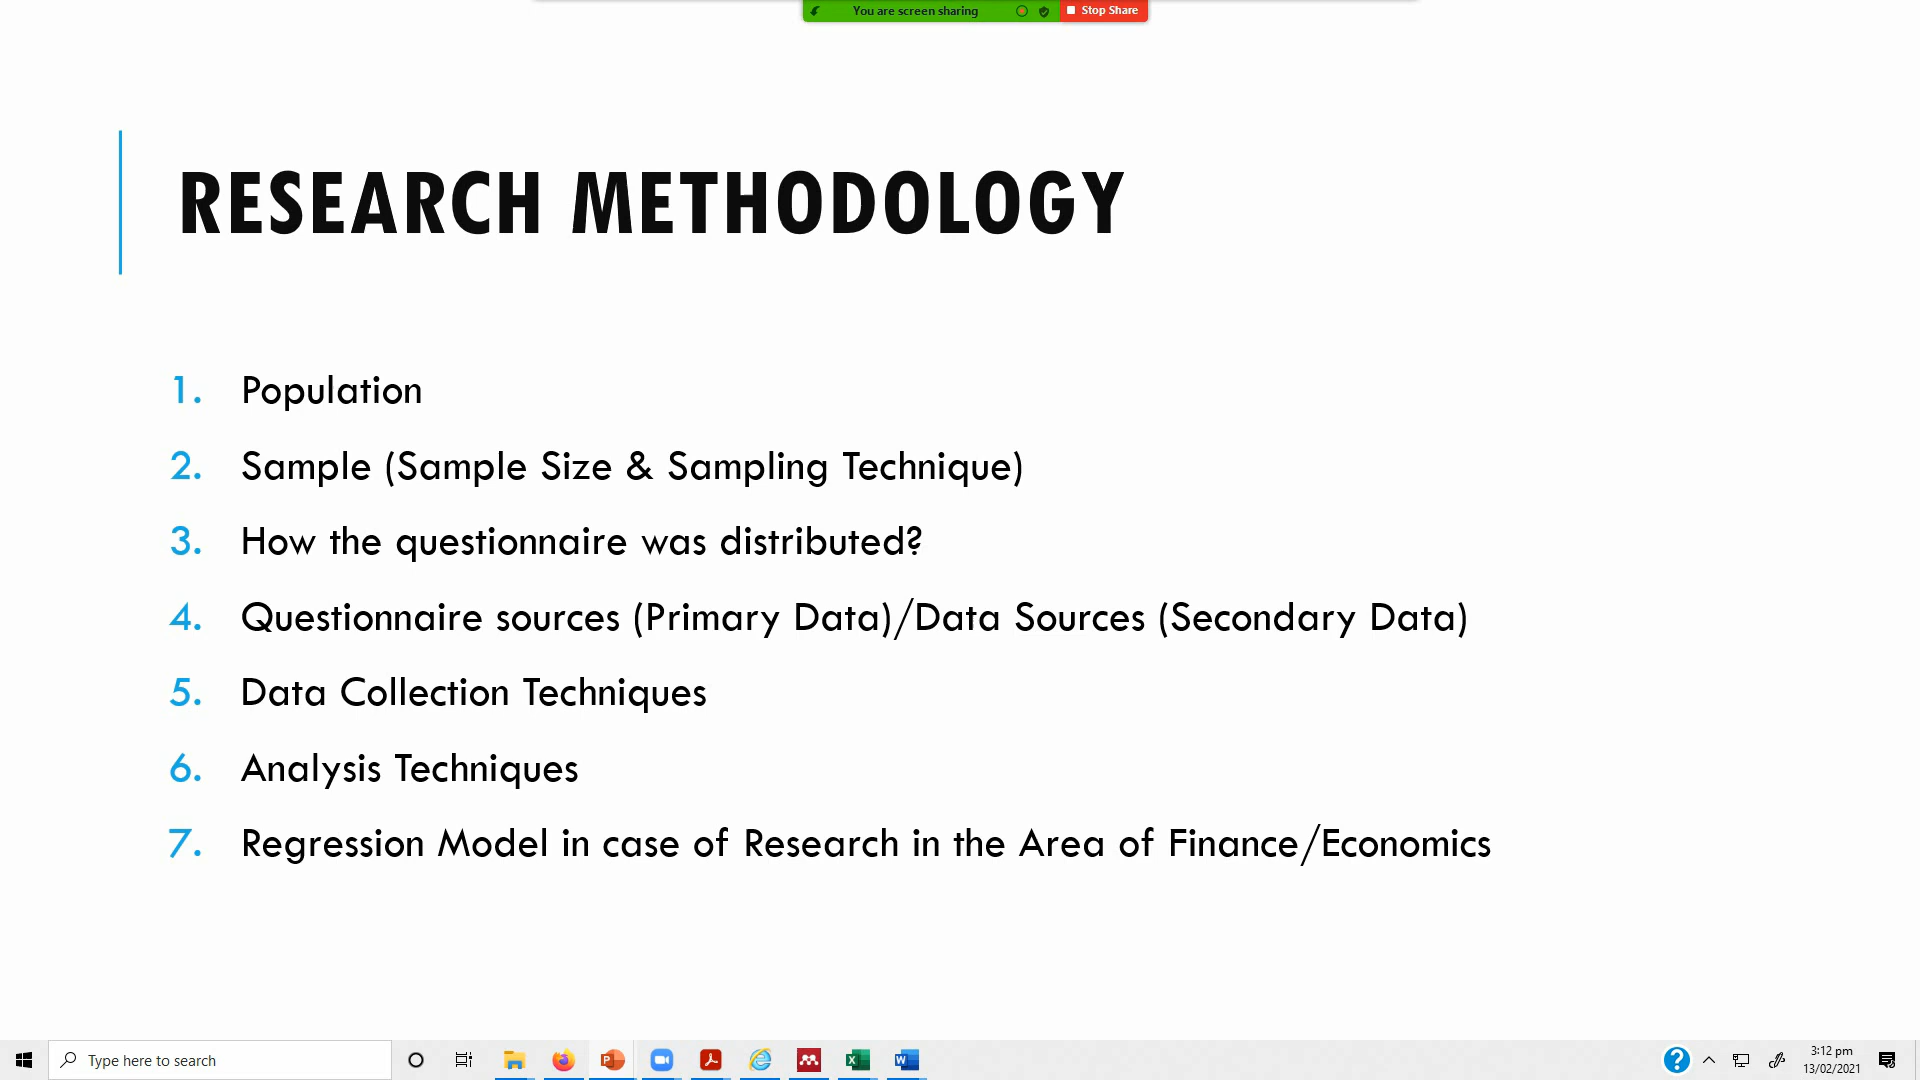 You are screen sharing
Stop Share
RESEARCH METHODOLOGY
1. Population
2. Sample (Sample Size & Sampling Technique)
3. How the questionnaire was distributed?
4. Questionnaire sources (Primary Data)/Data Sources (Secondary Data)
5. Data Collection Techniques
6. Analysis Techniques
7. Regression Model in case of Research in the Area of Finance/Economics
Type here to search
3:12 pm
13/02/2021